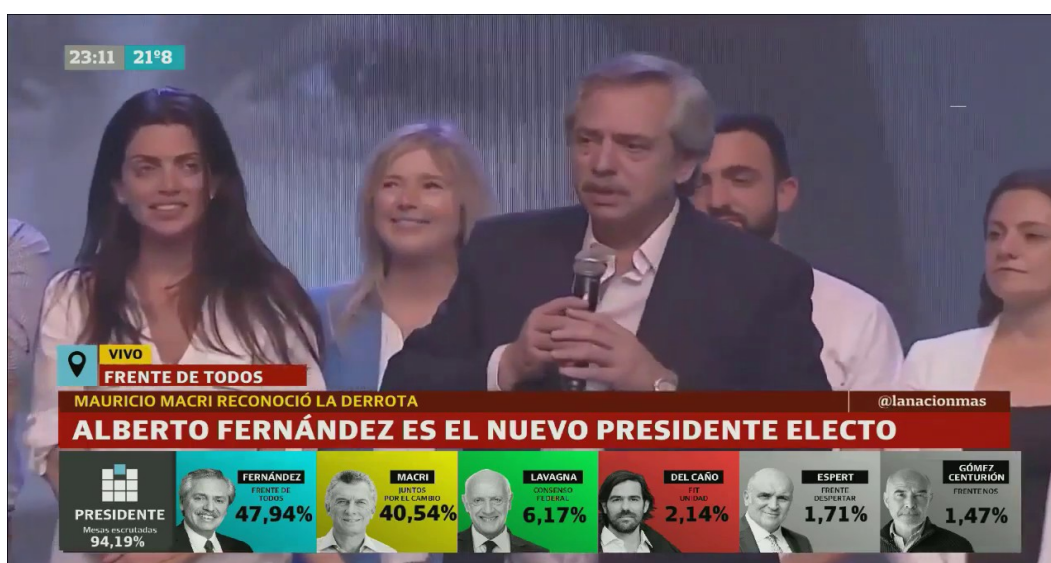 23:11 21º8
VIVO
FRENTE DE TODOS
MAURICIO MACRI RECONOCIÓ LA DERROTA
@lanacionmas
ALBERTO FERNÁNDEZ ES EL NUEVO PRESIDENTE ELECTO
PRESIDENTE
Mesas escrutadas
94,19%
FERNÁNDEZ
FRENTE DE
TODOS
47,94%
MACRI
JUNTOS
POR EL CAMBIO
40,54%
LAVAGNA
CONSENSO
FEDERAL
6,17%
DEL CAÑO
FIT
UNIDAD
2,14%
ESPERT
FRENTE
DESPERTAR
1,71%
GÓMEZ
CENTURIÓN
FRENTE NOS
1,47%